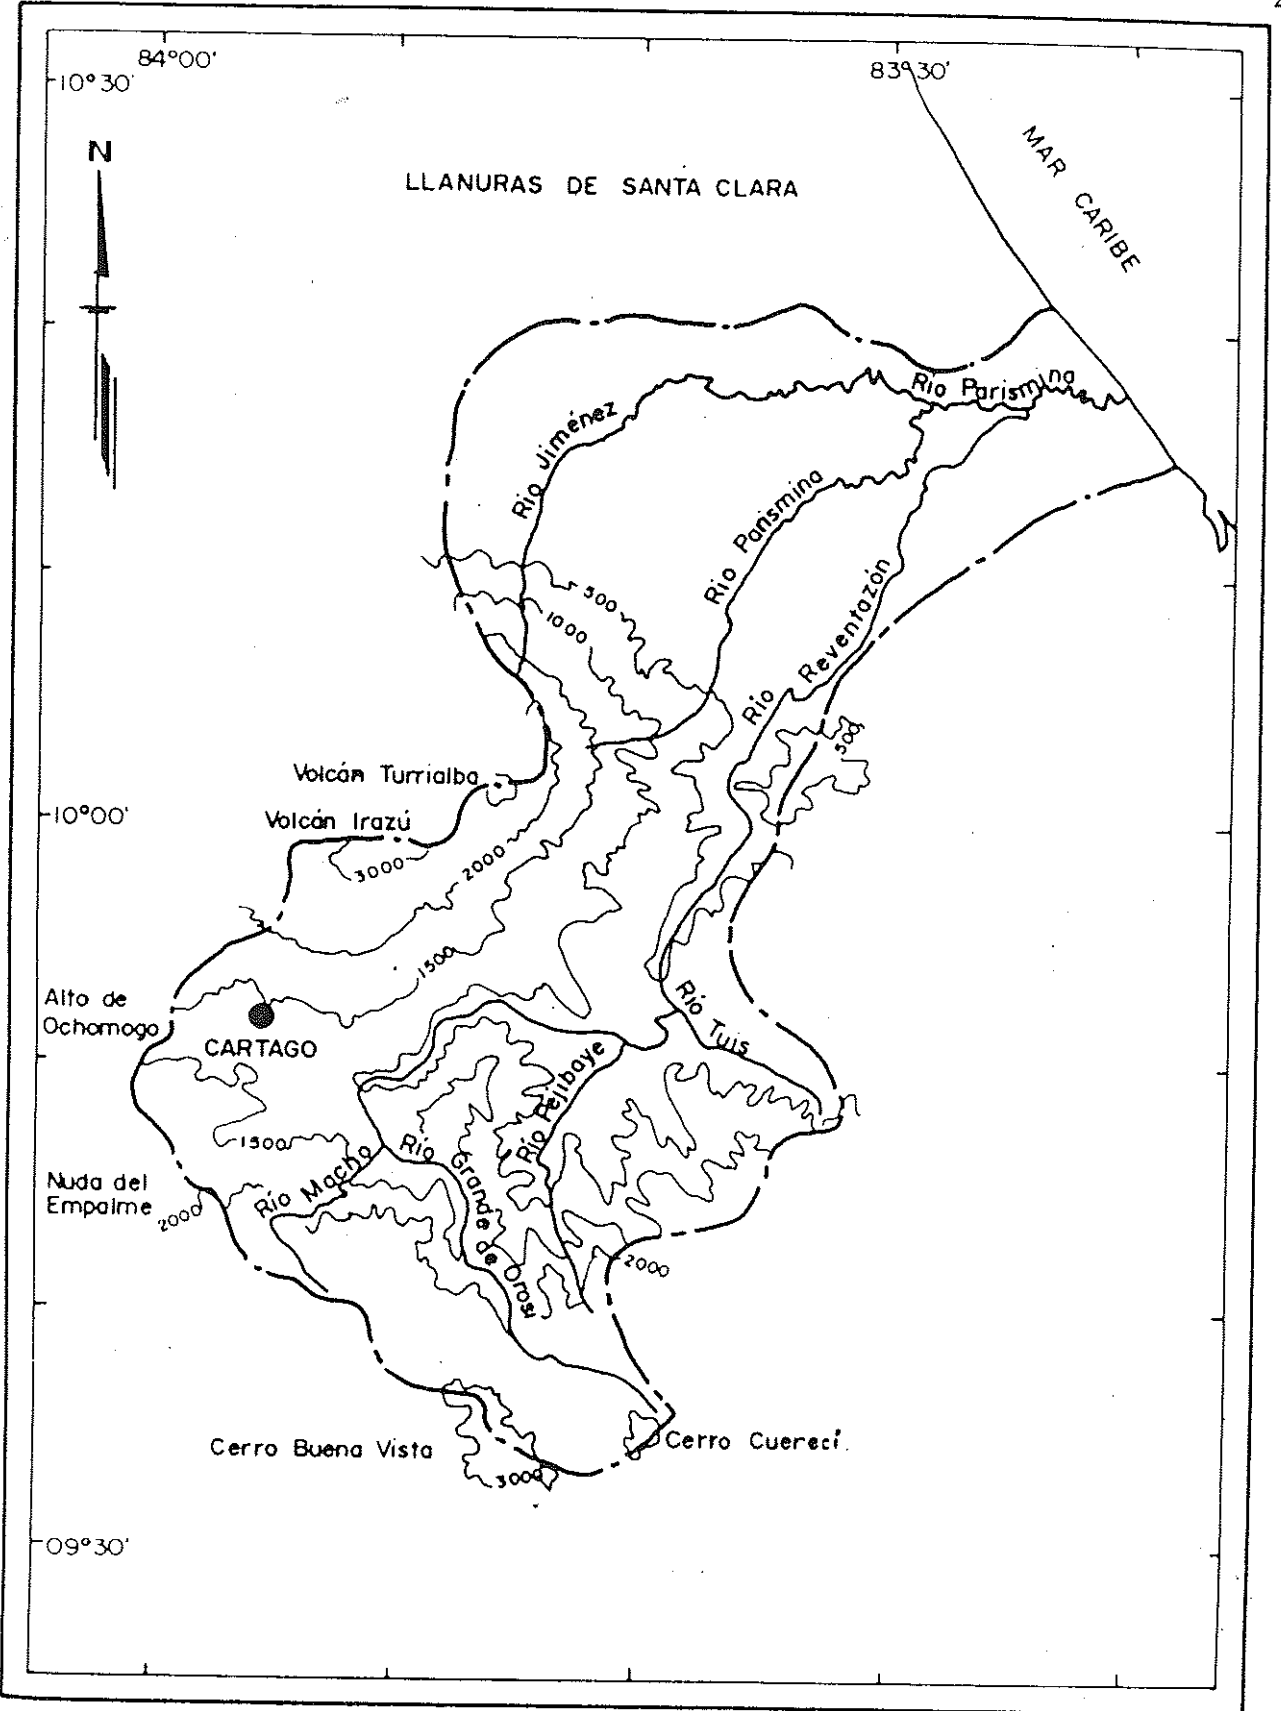 84°00'
83°30'
10°30'
N
LLANURAS DE SANTA CLARA
MAR CARIBE
Río Parismina
Río Jiménez
Río Parismina
Río Reventazón
500
1000
500
Volcán Turrialba
10°00'
Volcán Irazú
3000
2000
1500
Alto de
Ochomogo
CARTAGO
Río Tuis
Río Pejibaye
1500
Río Macho
Río Grande de Orosi
Nuda del
Empalme
2000
2000
Cerro Buena Vista
Cerro Cuerecí
3000
09°30'